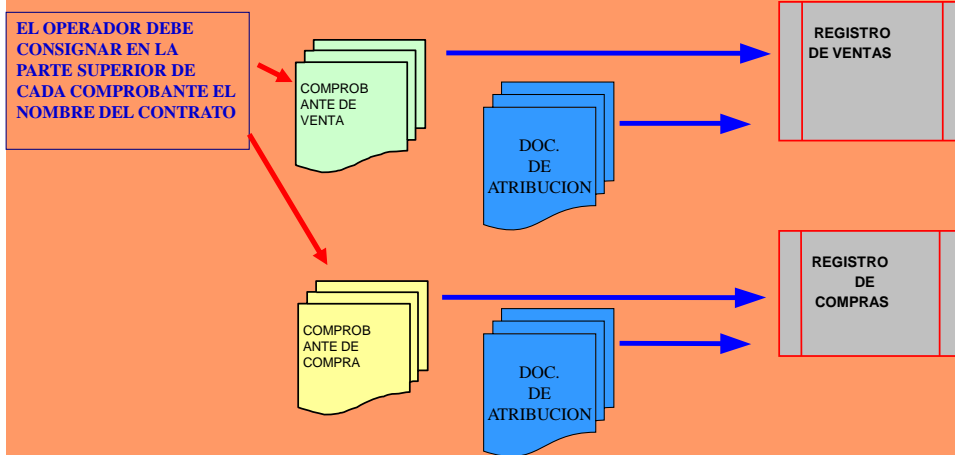 EL OPERADOR DEBE
CONSIGNAR EN LA
PARTE SUPERIOR DE
CADA COMPROBANTE EL
NOMBRE DEL CONTRATO
COMPROB
ANTE DE
VENTA
DOC.
DE
ATRIBUCION
REGISTRO
DE VENTAS
COMPROB
ANTE DE
COMPRA
DOC.
DE
ATRIBUCION
REGISTRO
DE
COMPRAS